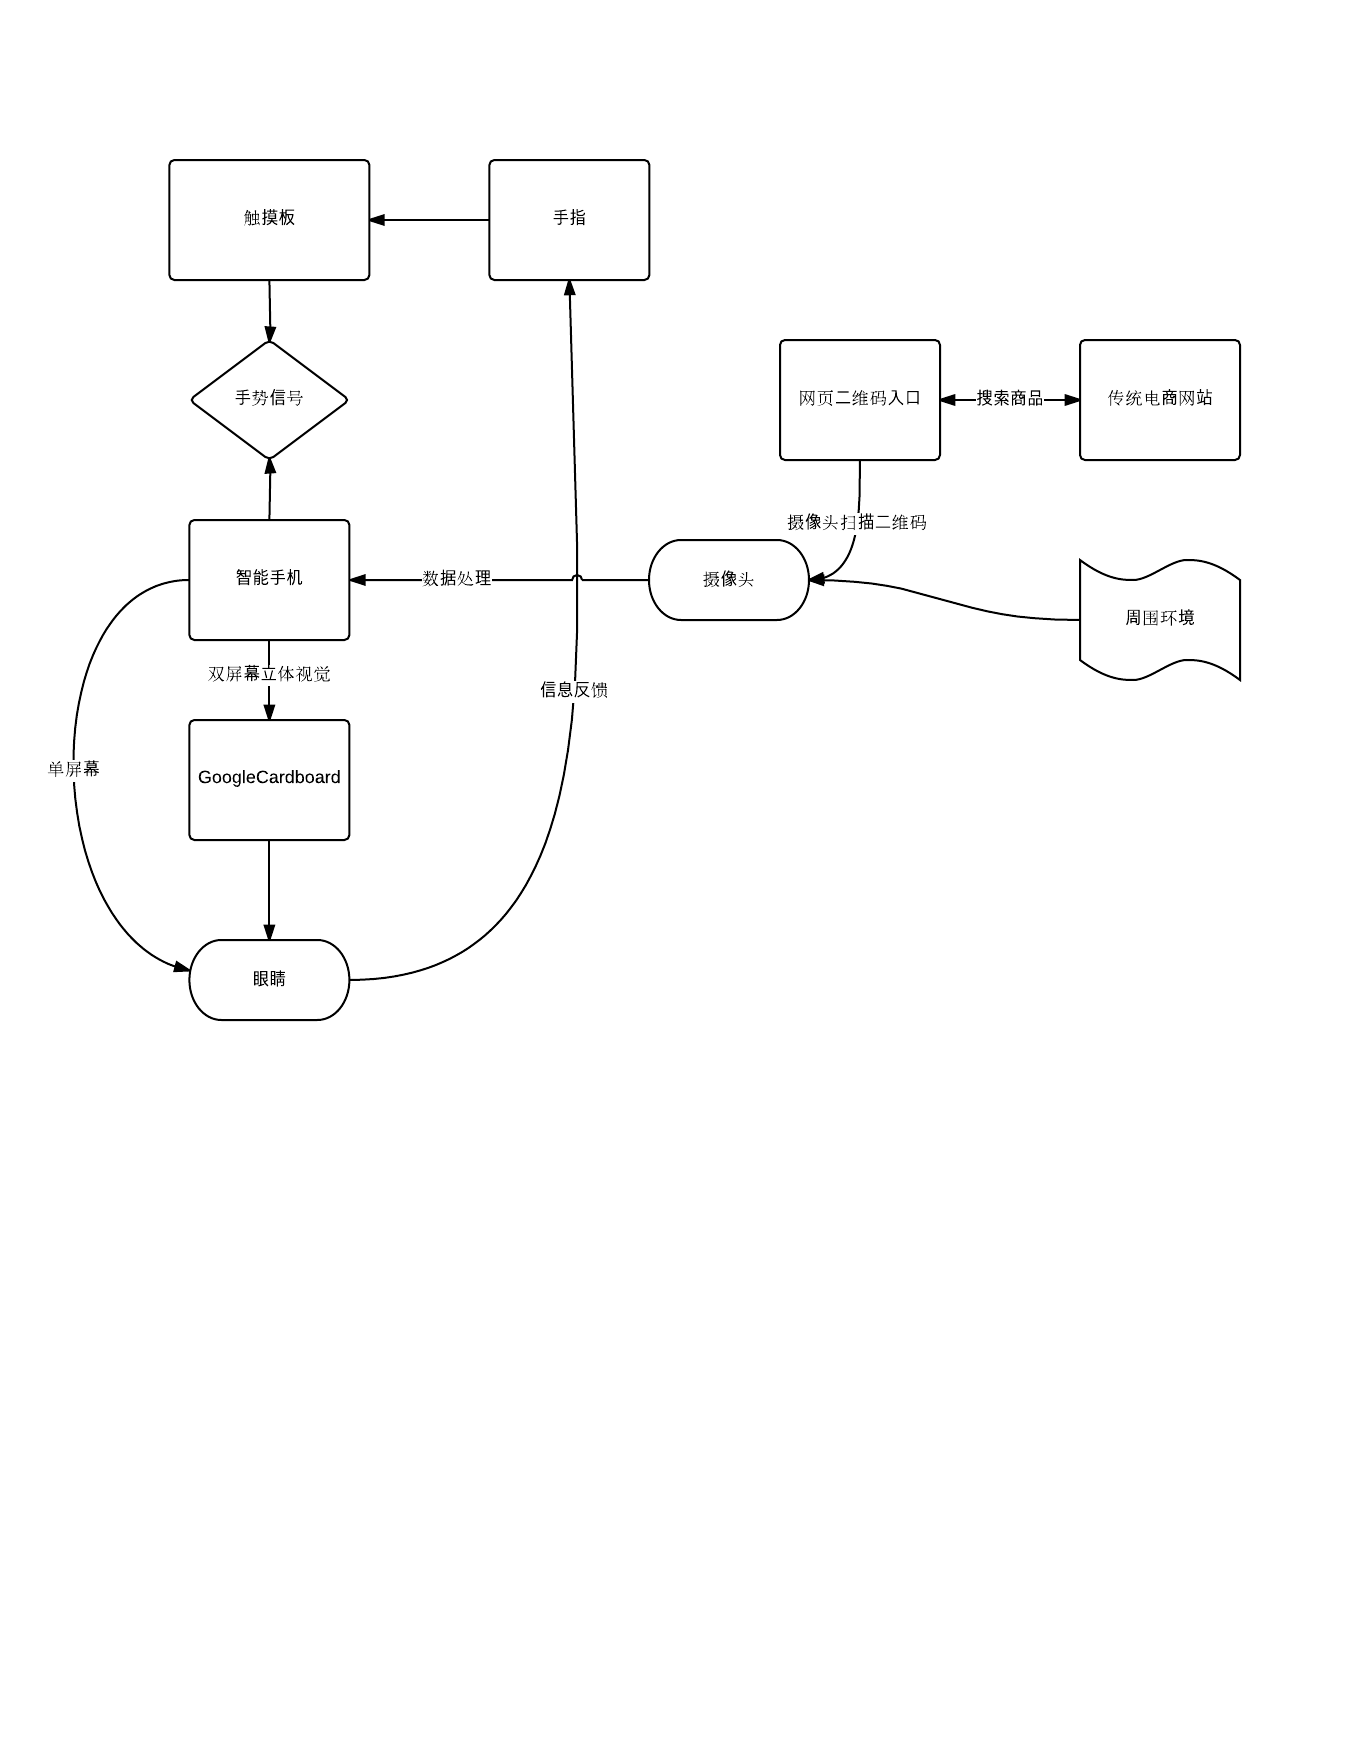 触摸板
手指
手势信号
网页二维码入口
搜索商品
传统电商网站
摄像头扫描二维码
智能手机
数据处理
摄像头
周围环境
双屏幕立体视觉
信息反馈
单屏幕
GoogleCardboard
眼睛